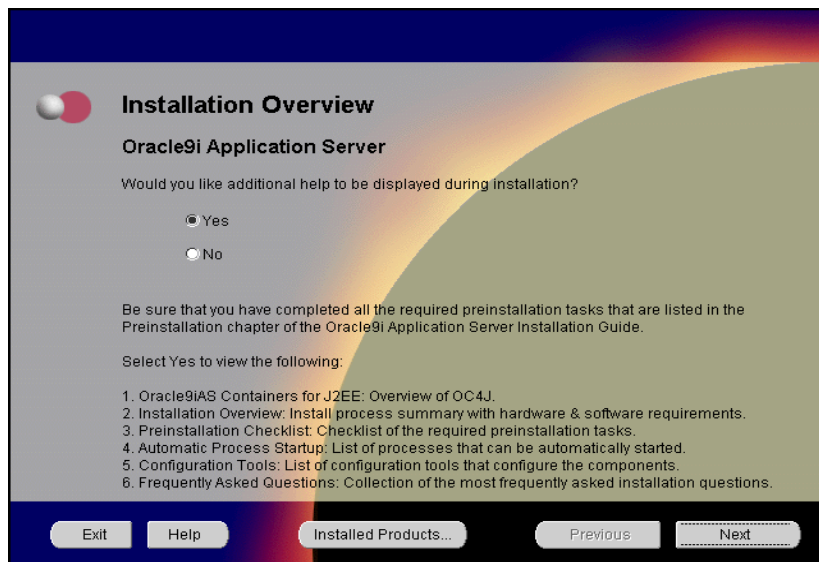 Installation Overview
Oracle9i Application Server
Would you like additional help to be displayed during installation?
Yes
No
Be sure that you have completed all the required preinstallation tasks that are listed in the
Preinstallation chapter of the Oracle9i Application Server Installation Guide.
Select Yes to view the following:
1. Oracle9iAS Containers for J2EE: Overview of OC4J.
2. Installation Overview: Install process summary with hardware & software requirements.
3. Preinstallation Checklist: Checklist of the required preinstallation tasks.
4. Automatic Process Startup: List of processes that can be automatically started.
5. Configuration Tools: List of configuration tools that configure the components.
6. Frequently Asked Questions: Collection of the most frequently asked installation questions.
Exit Help Installed Products... Previous Next